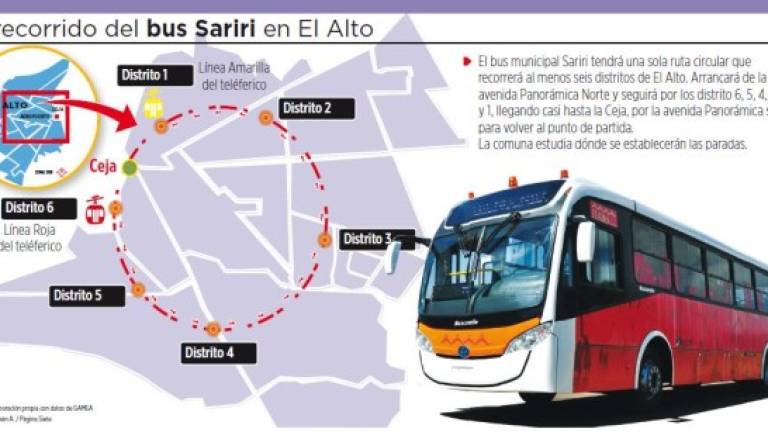 recorrido del bus Sariri en El Alto
Distrito 1
Línea Amarilla
del teleférico
Distrito 2
ALTO
Ceja
Distrito 6
Línea Roja
del teleférico
Distrito 3
Distrito 5
Distrito 4
El bus municipal Sariri tendrá una sola ruta circular que
recorrerá al menos seis distritos de El Alto. Arrancará de la
avenida Panorámica Norte y seguirá por los distrito 6, 5, 4,
y 1, llegando casi hasta la Ceja, por la avenida Panorámica s
para volver al punto de partida.
La comuna estudia dónde se establecerán las paradas.
oración propia con datos de GAMEA
A. / Página Siete